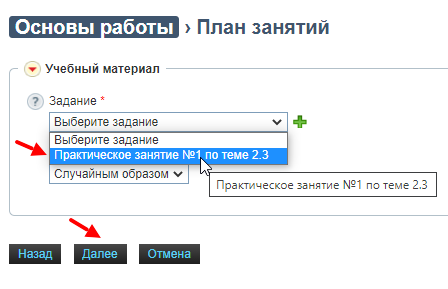 Основы работы › План занятий
Учебный материал
? Задание *
Выберите задание
Выберите задание
Практическое занятие №1 по теме 2.3
Случайным образом
Практическое занятие №1 по теме 2.3
Назад Далее Отмена